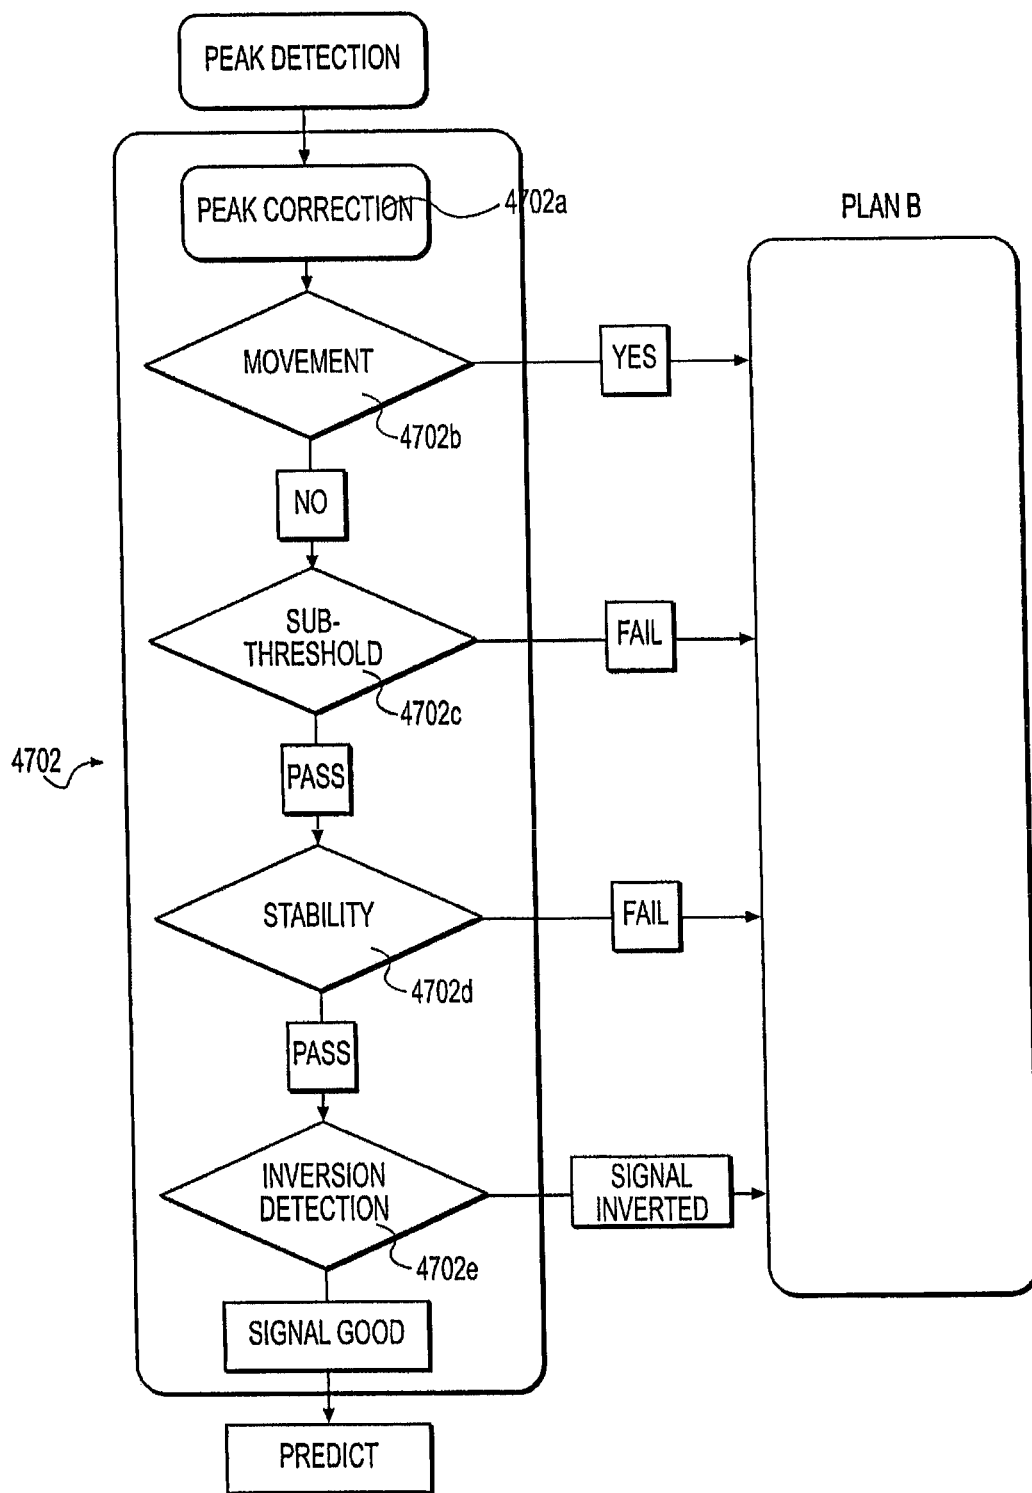 PEAK DETECTION
PEAK CORRECTION
4702a
PLAN B
MOVEMENT
YES
4702b
NO
SUB-
THRESHOLD
FAIL
4702c
4702
PASS
STABILITY
FAIL
4702d
PASS
INVERSION
DETECTION
SIGNAL
INVERTED
4702e
SIGNAL GOOD
PREDICT